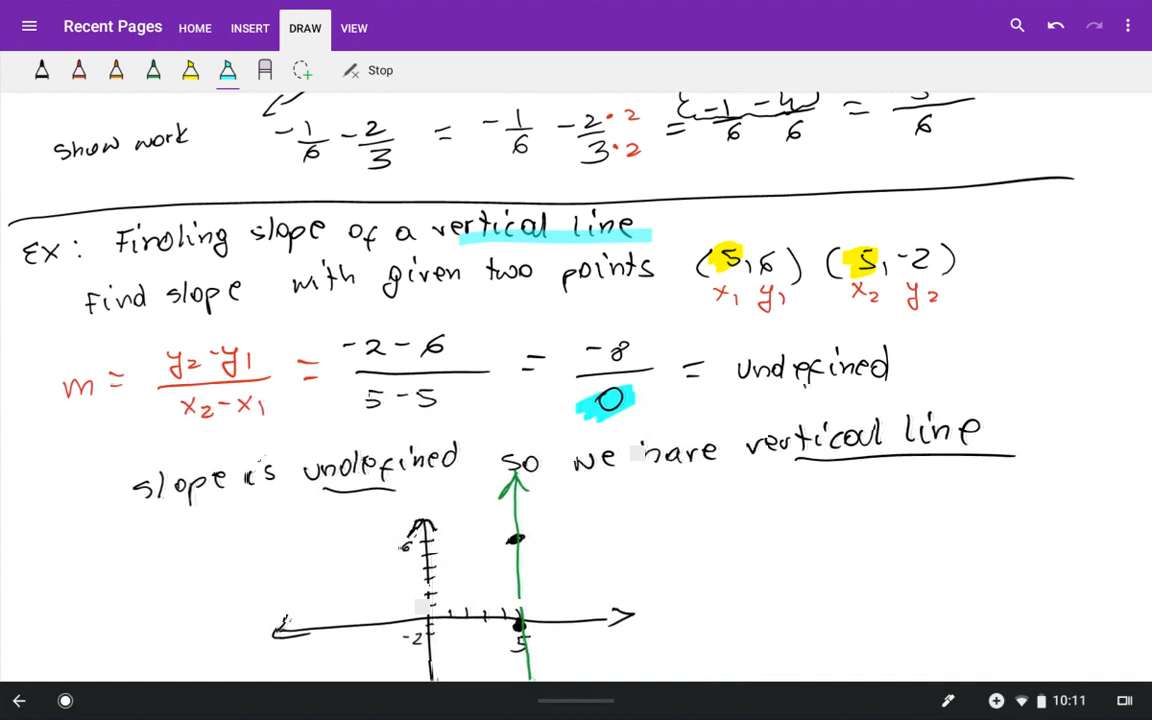 Recent Pages HOME INSERT DRAW VIEW
Stop
show work -1/6 - 2/3 = -1/6 - 2·2/3·2 = -1-4/6 6 = /6
EX: Finding slope of a vertical line
Find slope with given two points (5,6) (5,-2)
x₁ y₁ x₂ y₂
m = y₂-y₁/x₂-x₁ = -2-6/5-5 = -8/0 = undefined
slope is undefined so we have vertical line
6
-2
5
10:11